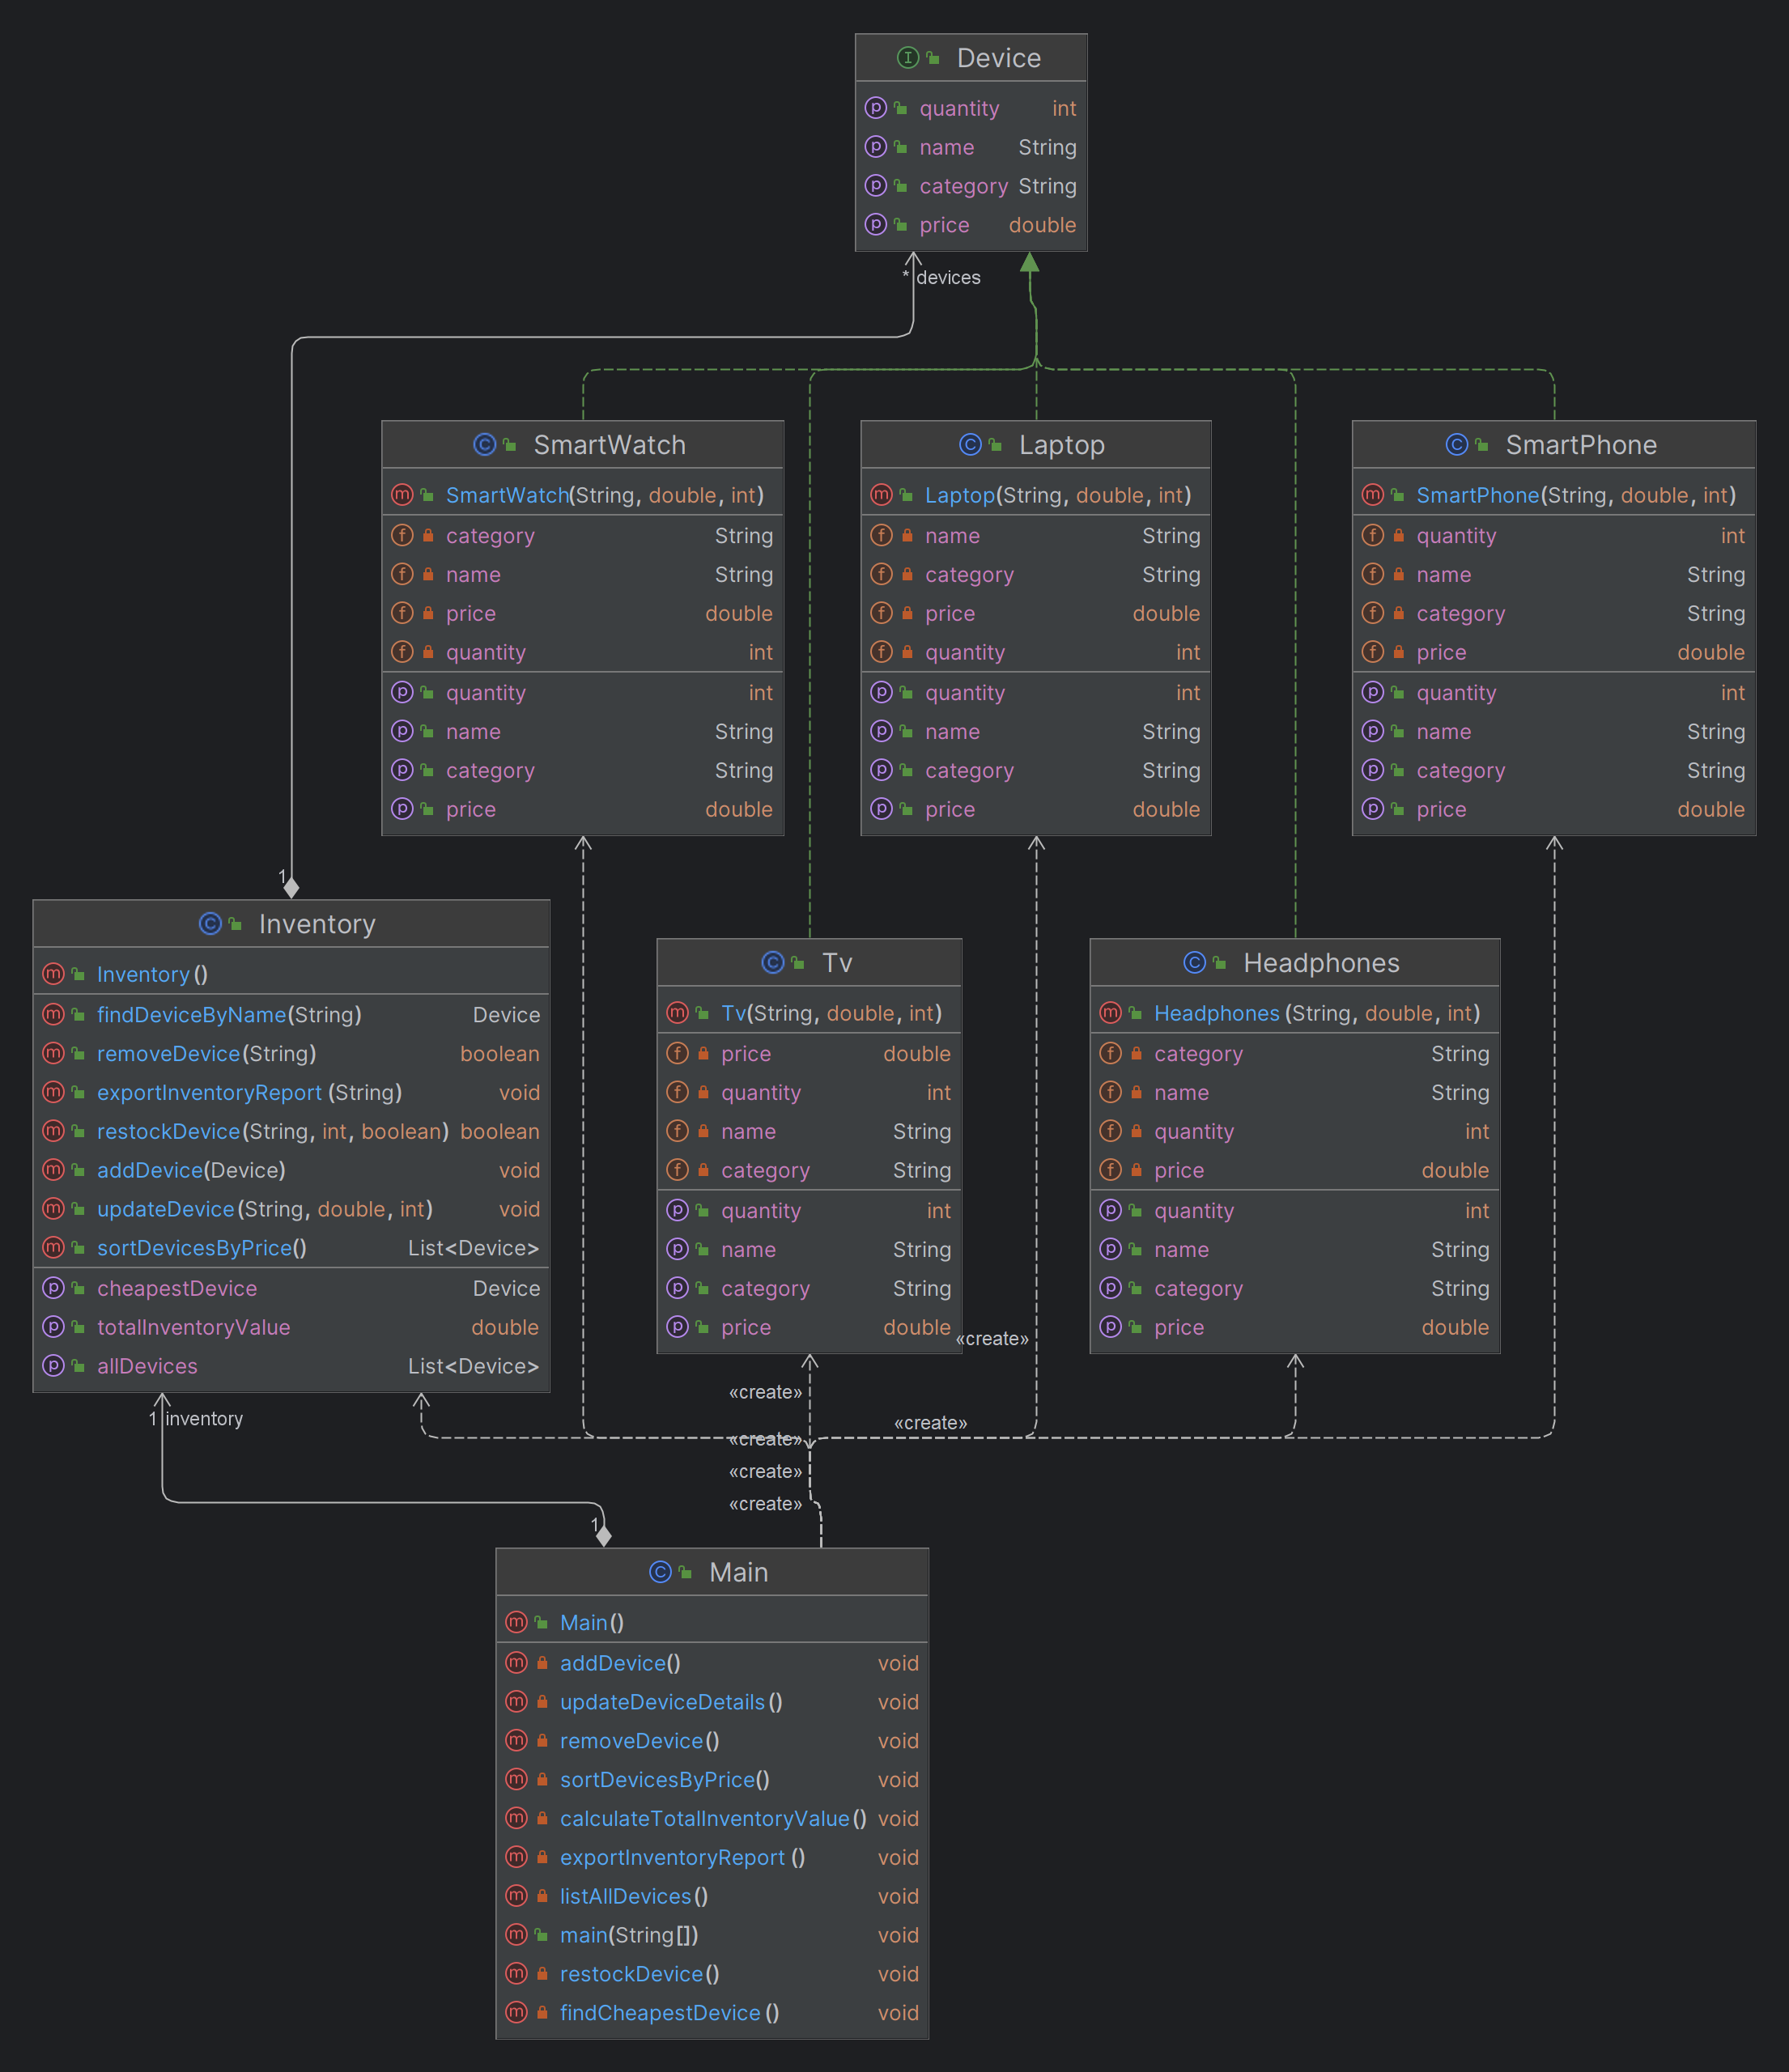 Device
quantity int
name String
category String
price double
* devices
SmartWatch
SmartWatch(String, double, int)
category String
name String
price double
quantity int
quantity int
name String
category String
price double
Laptop
Laptop(String, double, int)
name String
category String
price double
quantity int
quantity int
name String
category String
price double
SmartPhone
SmartPhone(String, double, int)
quantity int
name String
category String
price double
quantity int
name String
category String
price double
1
Inventory
Inventory()
findDeviceByName(String) Device
removeDevice(String) boolean
exportInventoryReport(String) void
restockDevice(String, int, boolean) boolean
addDevice(Device) void
updateDevice(String, double, int) void
sortDevicesByPrice() List<Device>
cheapestDevice Device
totalInventoryValue double
allDevices List<Device>
Tv
Tv(String, double, int)
price double
quantity int
name String
category String
quantity int
name String
category String
price double
Headphones
Headphones(String, double, int)
category String
name String
quantity int
price double
quantity int
name String
category String
price double
«create»
«create»
1 inventory
«create»
«create»
«create»
«create»
1
Main
Main()
addDevice() void
updateDeviceDetails() void
removeDevice() void
sortDevicesByPrice() void
calculateTotalInventoryValue() void
exportInventoryReport() void
listAllDevices() void
main(String[]) void
restockDevice() void
findCheapestDevice() void